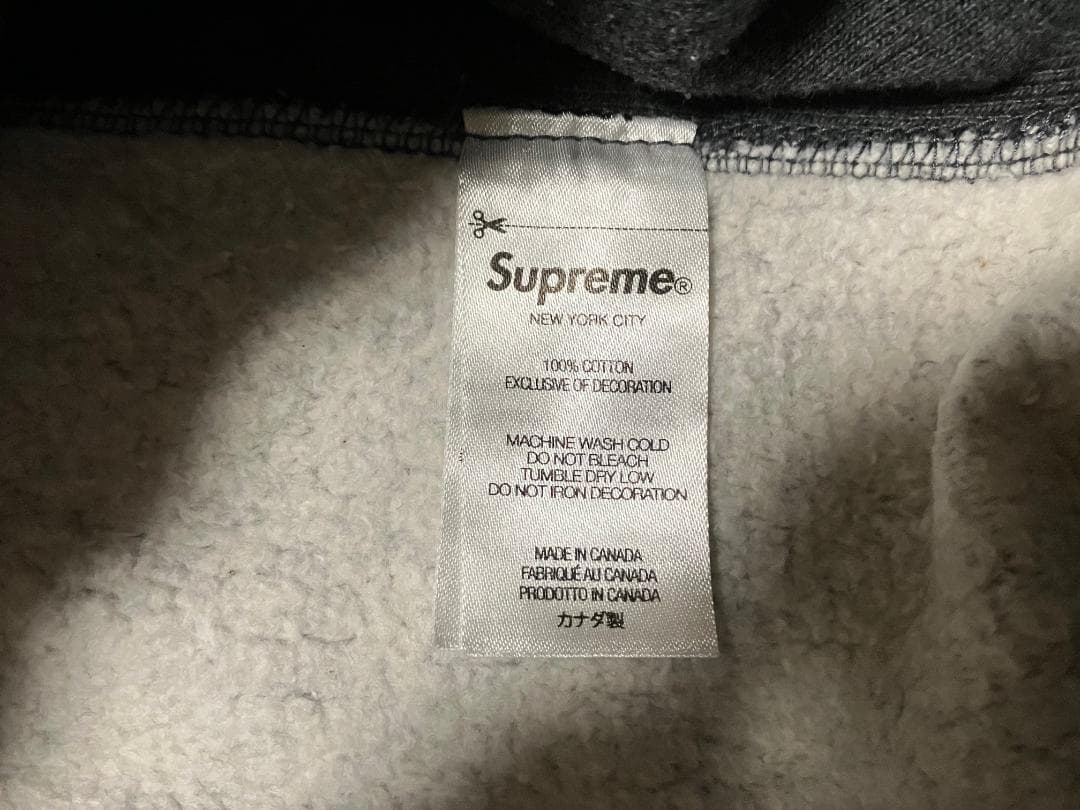 Supreme®
NEW YORK CITY
100% COTTON
EXCLUSIVE OF DECORATION
MACHINE WASH COLD
DO NOT BLEACH
TUMBLE DRY LOW
DO NOT IRON DECORATION
MADE IN CANADA
FABRIQUÉ AU CANADA
PRODOTTO IN CANADA
カナダ製